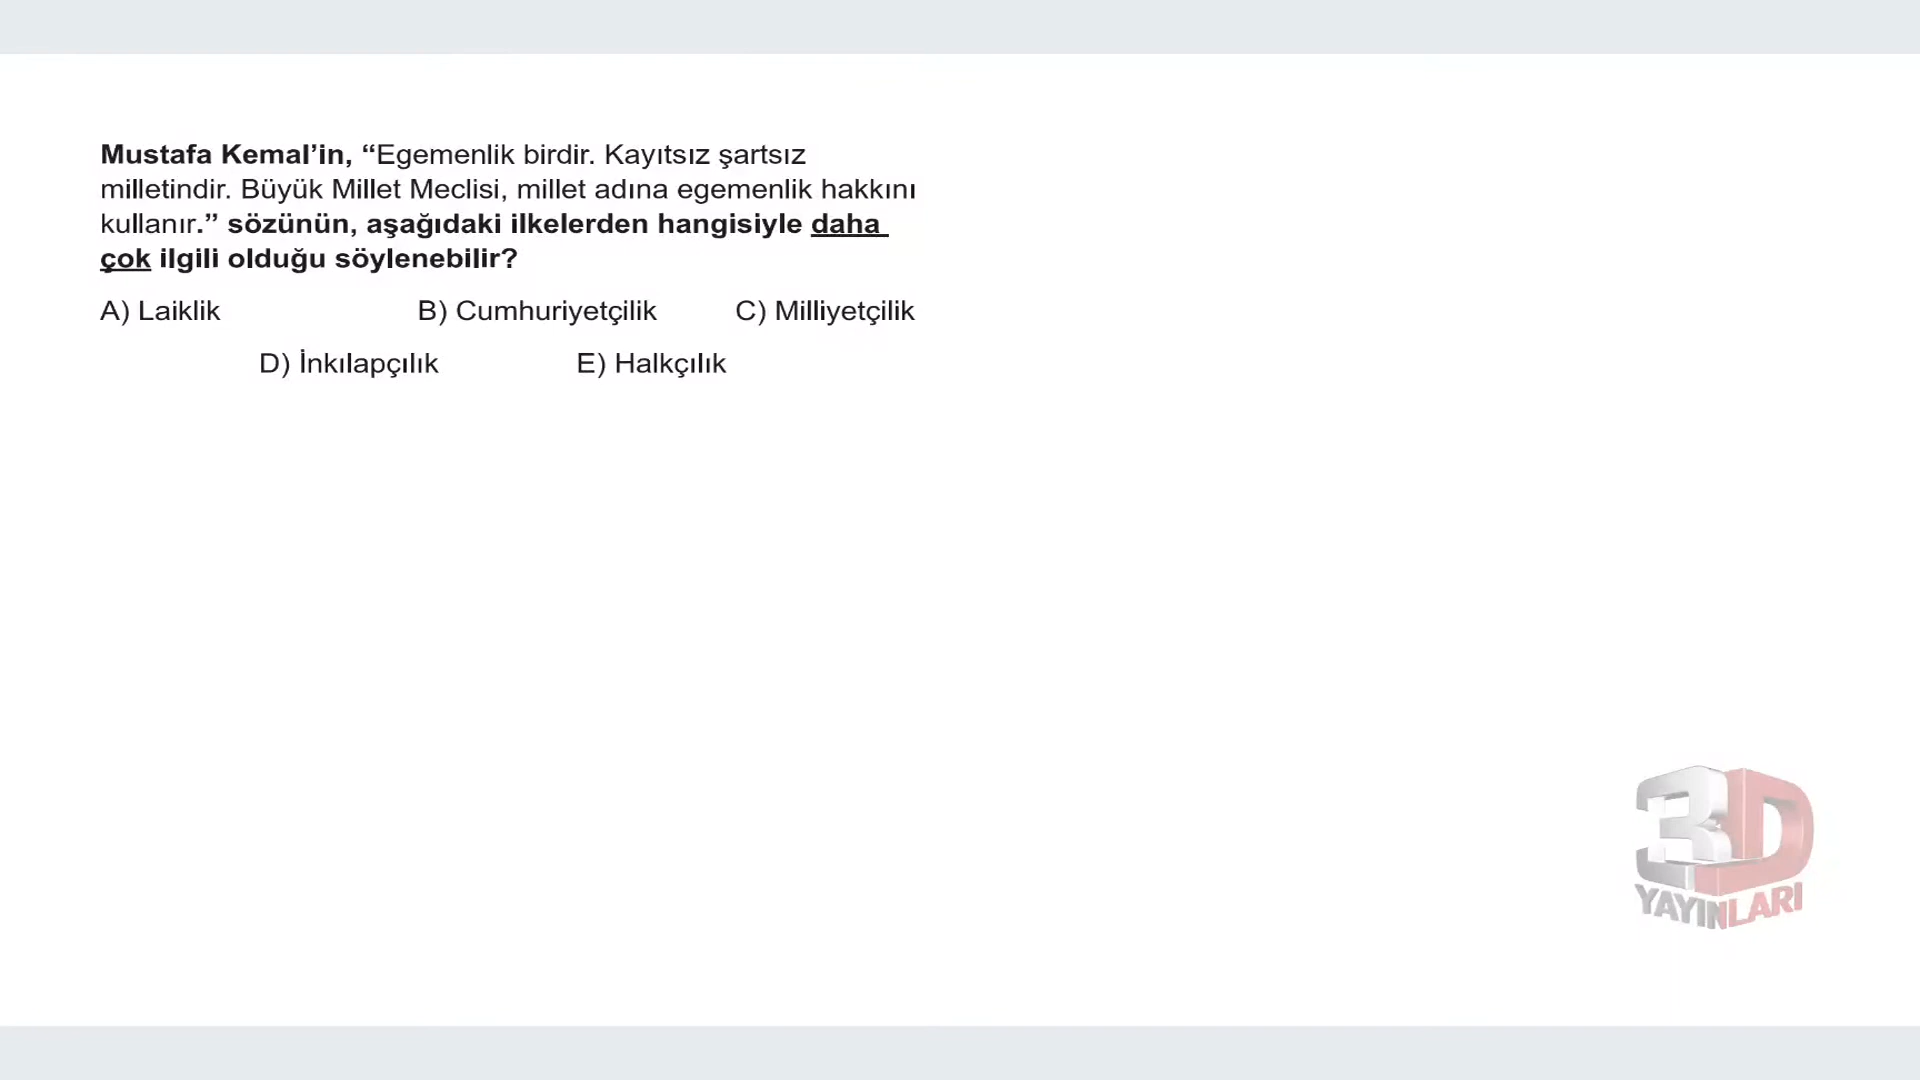 Mustafa Kemal’in, “Egemenlik birdir. Kayıtsız şartsız
milletindir. Büyük Millet Meclisi, millet adına egemenlik hakkını
kullanır.” sözünün, aşağıdaki ilkelerden hangisiyle daha
çok ilgili olduğu söylenebilir?
A) Laiklik B) Cumhuriyetçilik C) Milliyetçilik
D) İnkılapçılık E) Halkçılık
3D
YAYINLARI